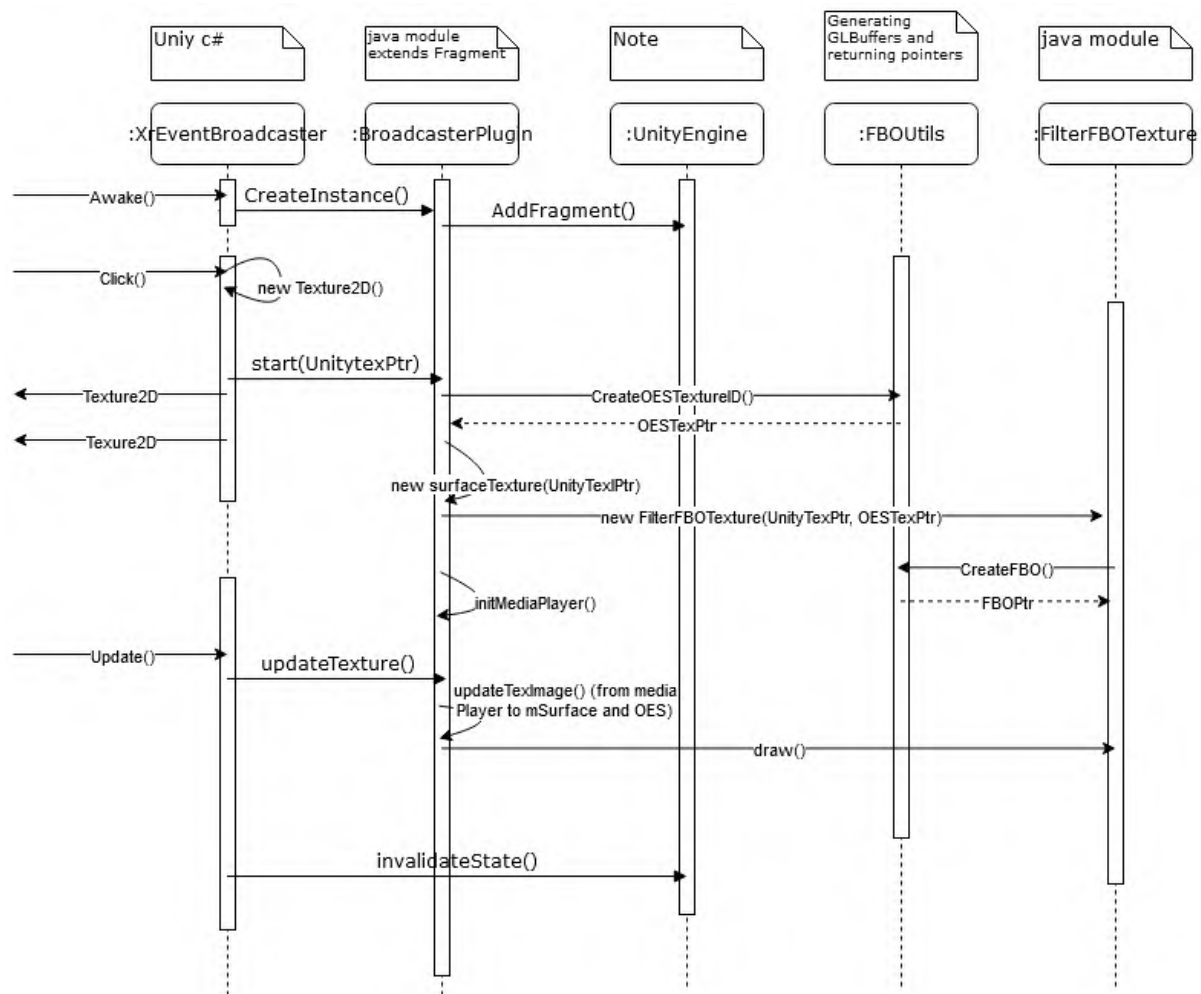 Uniy c#
java module
extends Fragment
Note
Generating
GLBuffers and
returning pointers
java module
:XrEventBroadcaster
:BroadcasterPlugin
:UnityEngine
:FBOUtils
:FilterFBOTexture
Awake()
CreateInstance()
AddFragment()
Click()
new Texture2D()
start(UnitytexPtr)
Texture2D
CreateOESTextureID()
OESTexPtr
Texure2D
new surfaceTexture(UnityTexIPtr)
new FilterFBOTexture(UnityTexPtr, OESTexPtr)
CreateFBO()
FBOPtr
initMediaPlayer()
Update()
updateTexture()
updateTexImage() (from media
Player to mSurface and OES)
draw()
invalidateState()